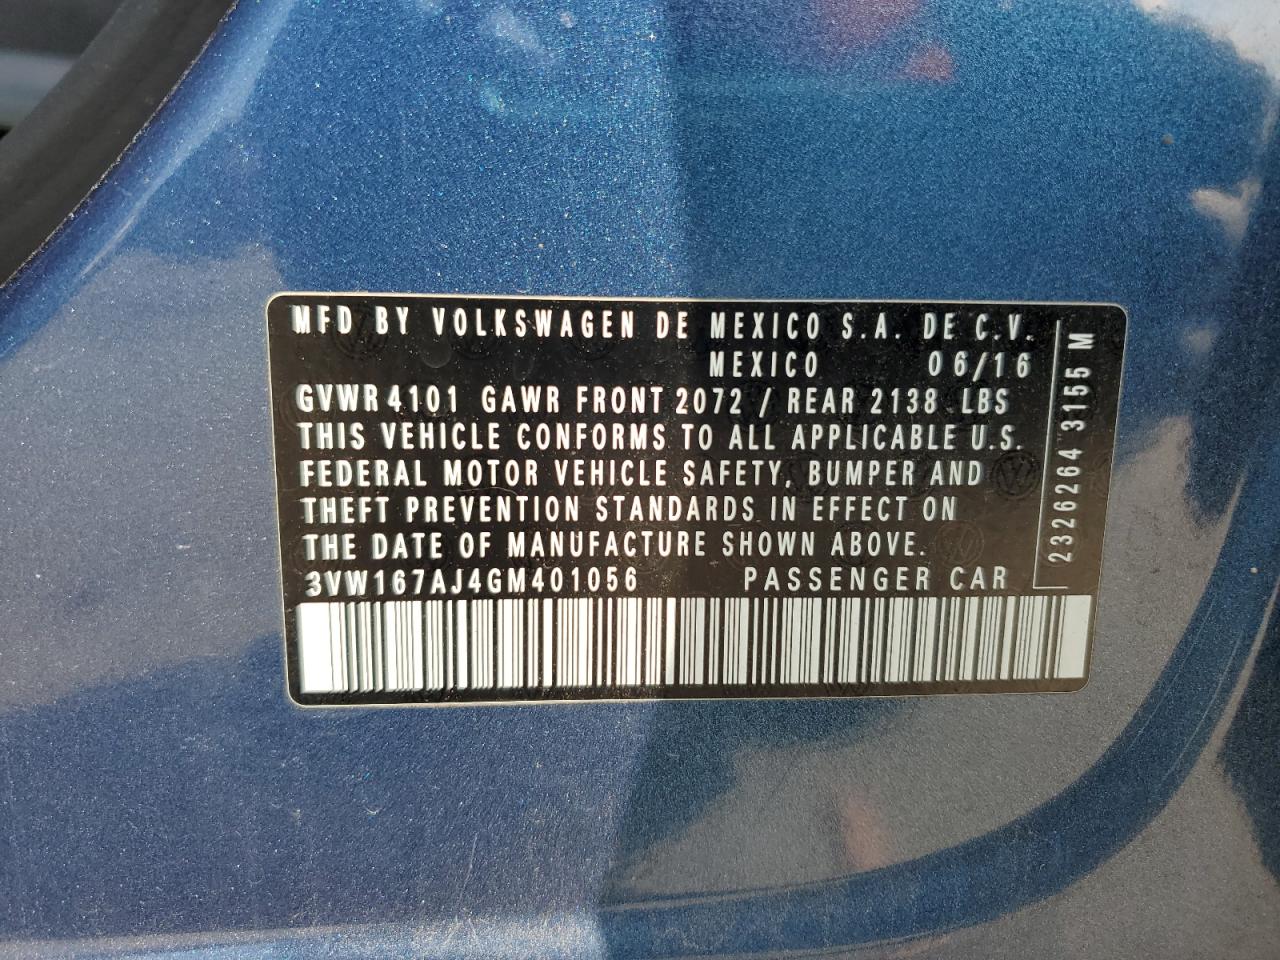 MFD BY VOLKSWAGEN DE MEXICO S.A. DE C.V.
MEXICO 06/16
GVWR 4101 GAWR FRONT 2072 / REAR 2138 LBS
THIS VEHICLE CONFORMS TO ALL APPLICABLE U.S.
FEDERAL MOTOR VEHICLE SAFETY, BUMPER AND
THEFT PREVENTION STANDARDS IN EFFECT ON
THE DATE OF MANUFACTURE SHOWN ABOVE.
3VW167AJ4GM401056 PASSENGER CAR
2326264 3155 M